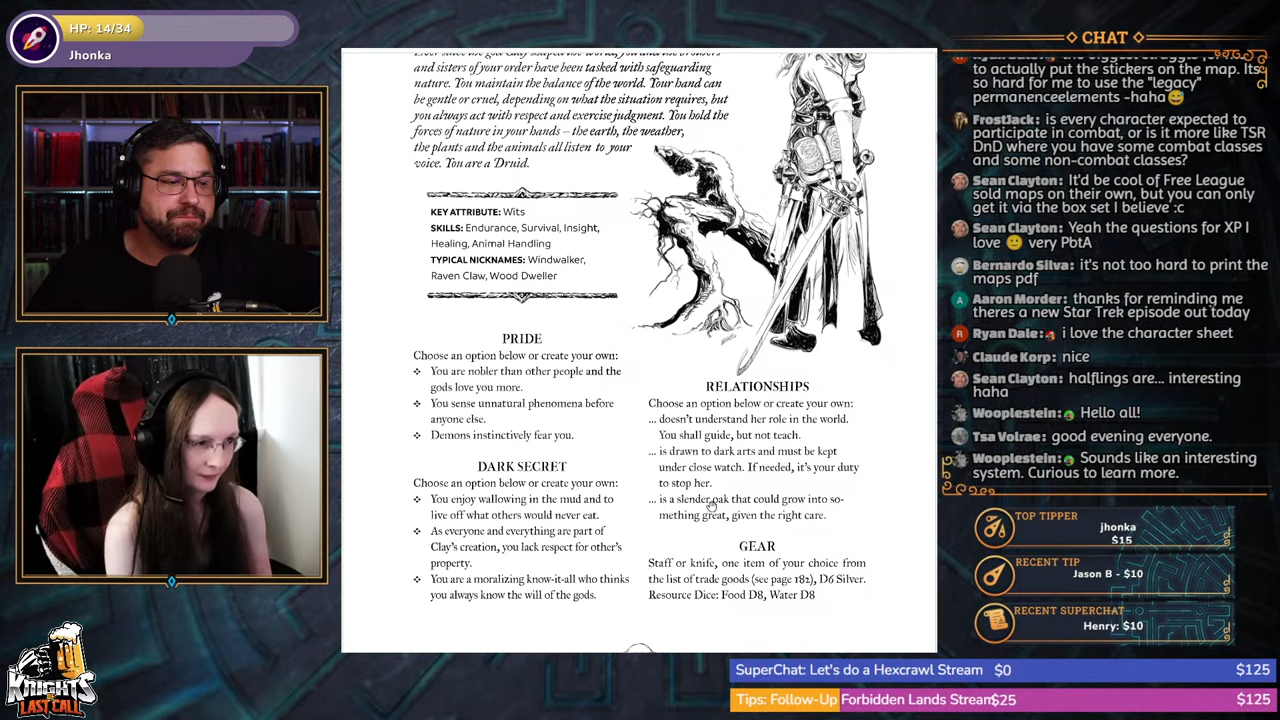 HP: 14/34
Jhonka
and sisters of your order have been tasked with safeguarding
nature. You maintain the balance of the world. Your hand can
be gentle or cruel, depending on what the situation requires, but
you always act with respect and exercise judgment. You hold the
forces of nature in your hands – the earth, the weather,
the plants and the animals all listen to your
voice. You are a Druid.
KEY ATTRIBUTE: Wits
SKILLS: Endurance, Survival, Insight,
Healing, Animal Handling
TYPICAL NICKNAMES: Windwalker,
Raven Claw, Wood Dweller
PRIDE
Choose an option below or create your own:
❖ You are nobler than other people and the
gods love you more.
❖ You sense unnatural phenomena before
anyone else.
❖ Demons instinctively fear you.
DARK SECRET
Choose an option below or create your own:
❖ You enjoy wallowing in the mud and to
live off what others would never eat.
❖ As everyone and everything are part of
Clay's creation, you lack respect for other's
property.
❖ You are a moralizing know-it-all who thinks
you always know the will of the gods.
RELATIONSHIPS
Choose an option below or create your own:
... doesn't understand her role in the world.
You shall guide, but not teach.
... is drawn to dark arts and must be kept
under close watch. If needed, it's your duty
to stop her.
... is a slender oak that could grow into so-
mething great, given the right care.
GEAR
Staff or knife, one item of your choice from
the list of trade goods (see page 182), D6 Silver.
Resource Dice: Food D8, Water D8
CHAT
to actually put the stickers on the map. Its
so hard for me to use the "legacy"
permanenceelements -haha😅
FrostJack: is every character expected to
participate in combat, or is it more like TSR
DnD where you have some combat classes
and some non-combat classes?
Sean Clayton: It'd be cool of Free League
sold maps on their own, but you can only
get it via the box set I believe :c
Sean Clayton: Yeah the questions for XP I
love 🙂 very PbtA
Bernardo Silva: it's not too hard to print the
maps pdf
A Aaron Morder: thanks for reminding me
theres a new Star Trek episode out today
R Ryan Dale: i love the character sheet
Claude Korp: nice
Sean Clayton: halflings are... interesting
haha
Wooplestein: Hello all!
Tsa Volrae: good evening everyone.
Wooplestein: Sounds like an interesting
system. Curious to learn more.
TOP TIPPER
jhonka
$15
RECENT TIP
Jason B - $10
RECENT SUPERCHAT
Henry: $10
KNIGHTS
OF
LAST CALL
SuperChat: Let's do a Hexcrawl Stream $0 $125
Tips: Follow-Up Forbidden Lands Stream $25 $125